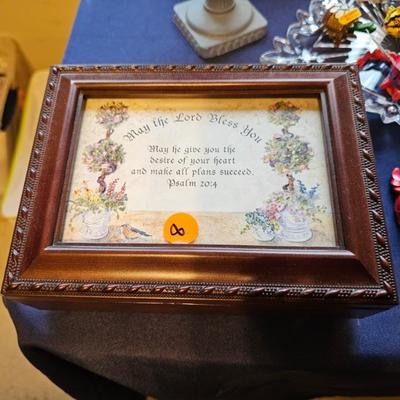 May the Lord Bless You
May he give you the
desire of your heart
and make all plans succeed.
Psalm 20:4
8